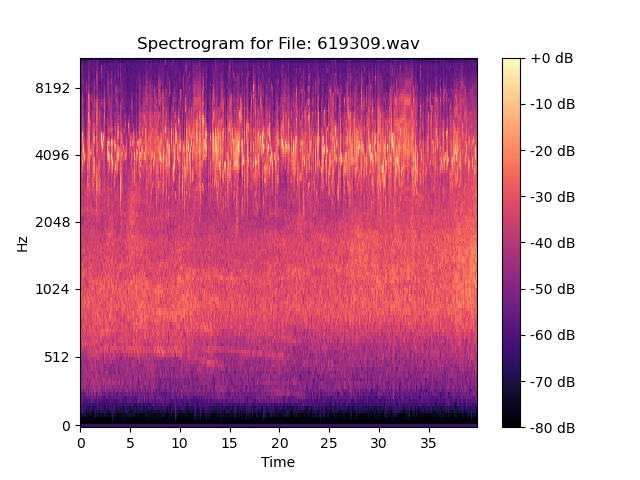 Spectrogram for File: 619309.wav
8192
4096
2048
1024
512
0
Hz
0 5 10 15 20 25 30 35
Time
+0 dB
-10 dB
-20 dB
-30 dB
-40 dB
-50 dB
-60 dB
-70 dB
-80 dB